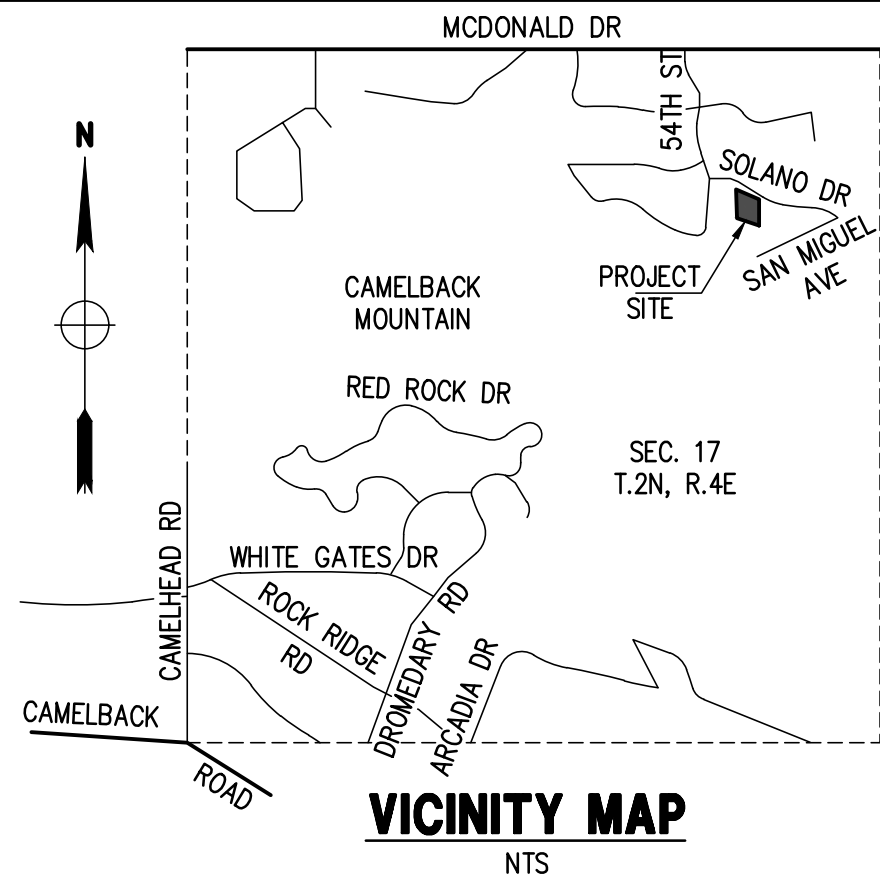 MCDONALD DR
54TH ST
N
SOLANO DR
SAN MIGUEL
AVE
PROJECT
SITE
CAMELBACK
MOUNTAIN
RED ROCK DR
SEC. 17
T.2N, R.4E
CAMELHEAD RD
WHITE GATES DR
ROCK RIDGE
RD
DROMEDARY RD
ARCADIA DR
CAMELBACK
ROAD
VICINITY MAP
NTS